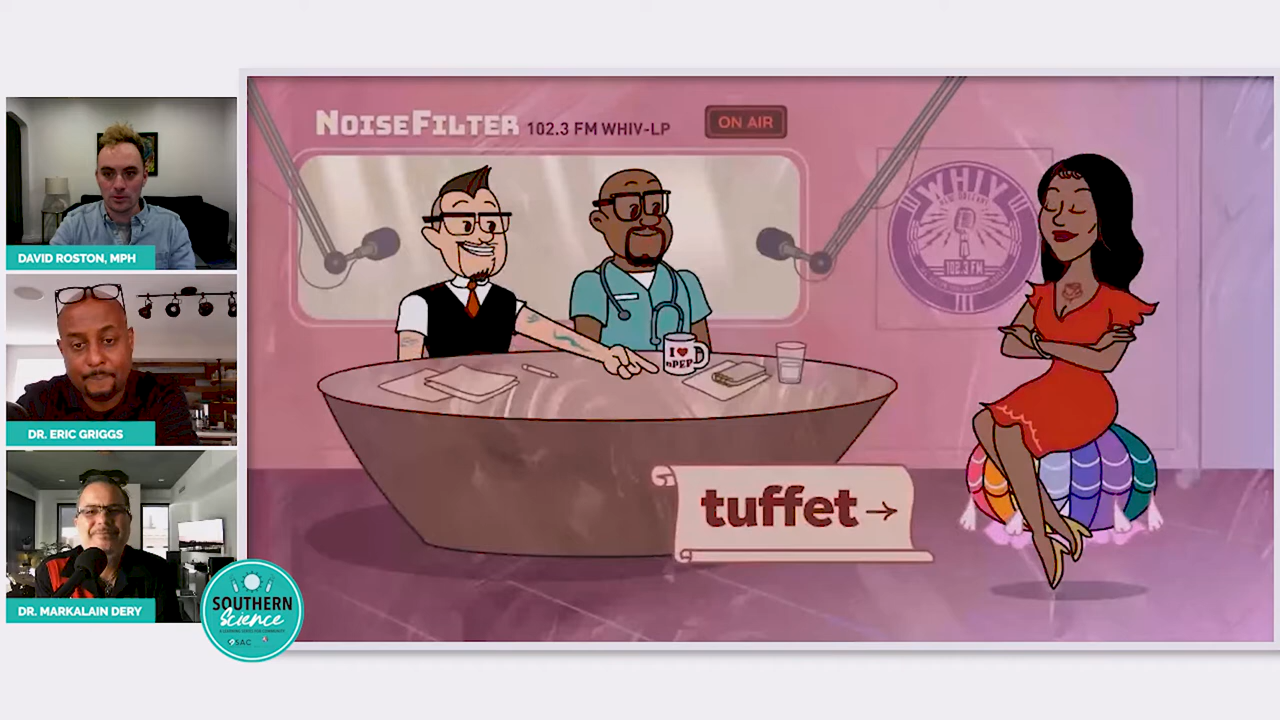 DAVID ROSTON, MPH
DR. ERIC GRIGGS
DR. MARKALAIN DERY
SOUTHERN
Science
NOISEFILTER 102.3 FM WHIV-LP
ON AIR
WHIV
102.3 FM
I ♥
nPEP
tuffet →